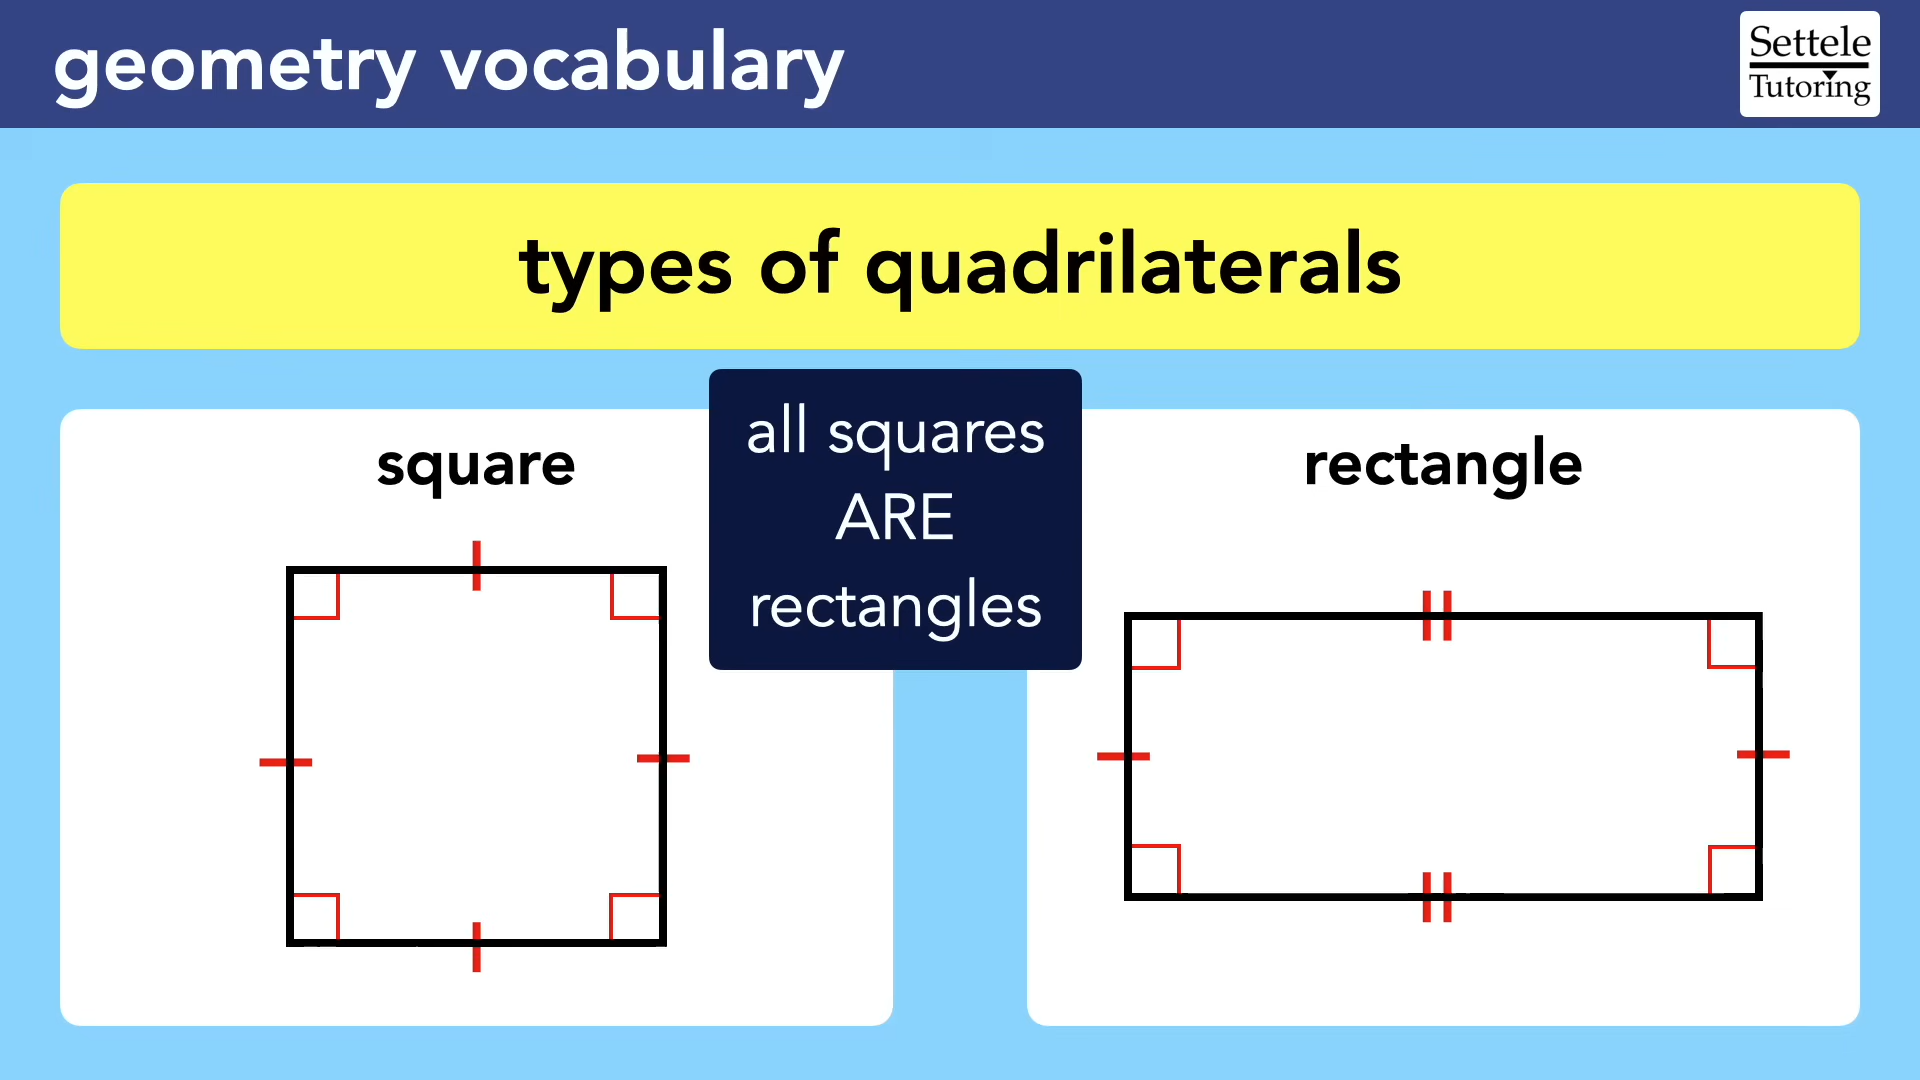 geometry vocabulary
Settele
Tutoring
types of quadrilaterals
square
all squares
ARE
rectangles
rectangle